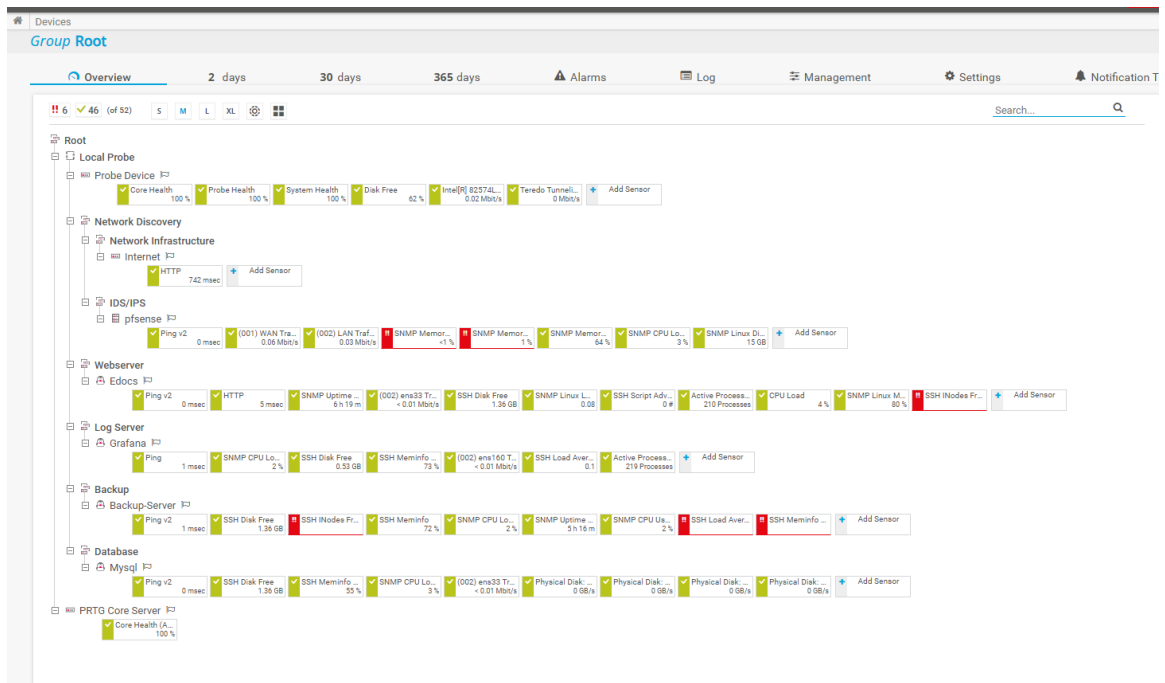 Devices
Group Root
Overview 2 days 30 days 365 days Alarms Log Management Settings Notification T
6 46 (of 52) S M L XL Search...
Root
Local Probe
Probe Device
Core Health Probe Health System Health Disk Free Intel[R] 82574L... Teredo Tunneli... + Add Sensor
100 % 100 % 100 % 62 % 0.02 Mbit/s 0 Mbit/s
Network Discovery
Network Infrastructure
Internet
HTTP + Add Sensor
742 msec
IDS/IPS
pfsense
Ping v2 (001) WAN Tra... (002) LAN Traf... SNMP Memor... SNMP Memor... SNMP Memor... SNMP CPU Lo... SNMP Linux Di... + Add Sensor
0 msec 0.06 Mbit/s 0.03 Mbit/s <1 % 1 % 64 % 3 % 15 GB
Webserver
Edocs
Ping v2 HTTP SNMP Uptime ... (002) ens33 Tr... SSH Disk Free SNMP Linux L... SSH Script Adv... Active Process... CPU Load SNMP Linux M... SSH INodes Fr... + Add Sensor
0 msec 5 msec 6 h 19 m < 0.01 Mbit/s 1.36 GB 0.08 0 # 210 Processes 4 % 80 %
Log Server
Grafana
Ping SNMP CPU Lo... SSH Disk Free SSH Meminfo ... (002) ens160 T... SSH Load Aver... Active Process... + Add Sensor
1 msec 2 % 0.53 GB 73 % < 0.01 Mbit/s 0.1 219 Processes
Backup
Backup-Server
Ping v2 SSH Disk Free SSH INodes Fr... SSH Meminfo SNMP CPU Lo... SNMP Uptime ... SNMP CPU Us... SSH Load Aver... SSH Meminfo ... + Add Sensor
1 msec 1.36 GB 72 % 2 % 5 h 16 m 2 %
Database
Mysql
Ping v2 SSH Disk Free SSH Meminfo ... SNMP CPU Lo... (002) ens33 Tr... Physical Disk: ... Physical Disk: ... Physical Disk: ... Physical Disk: ... + Add Sensor
0 msec 1.36 GB 55 % 3 % < 0.01 Mbit/s 0 GB/s 0 GB/s 0 GB/s 0 GB/s
PRTG Core Server
Core Health (A...
100 %